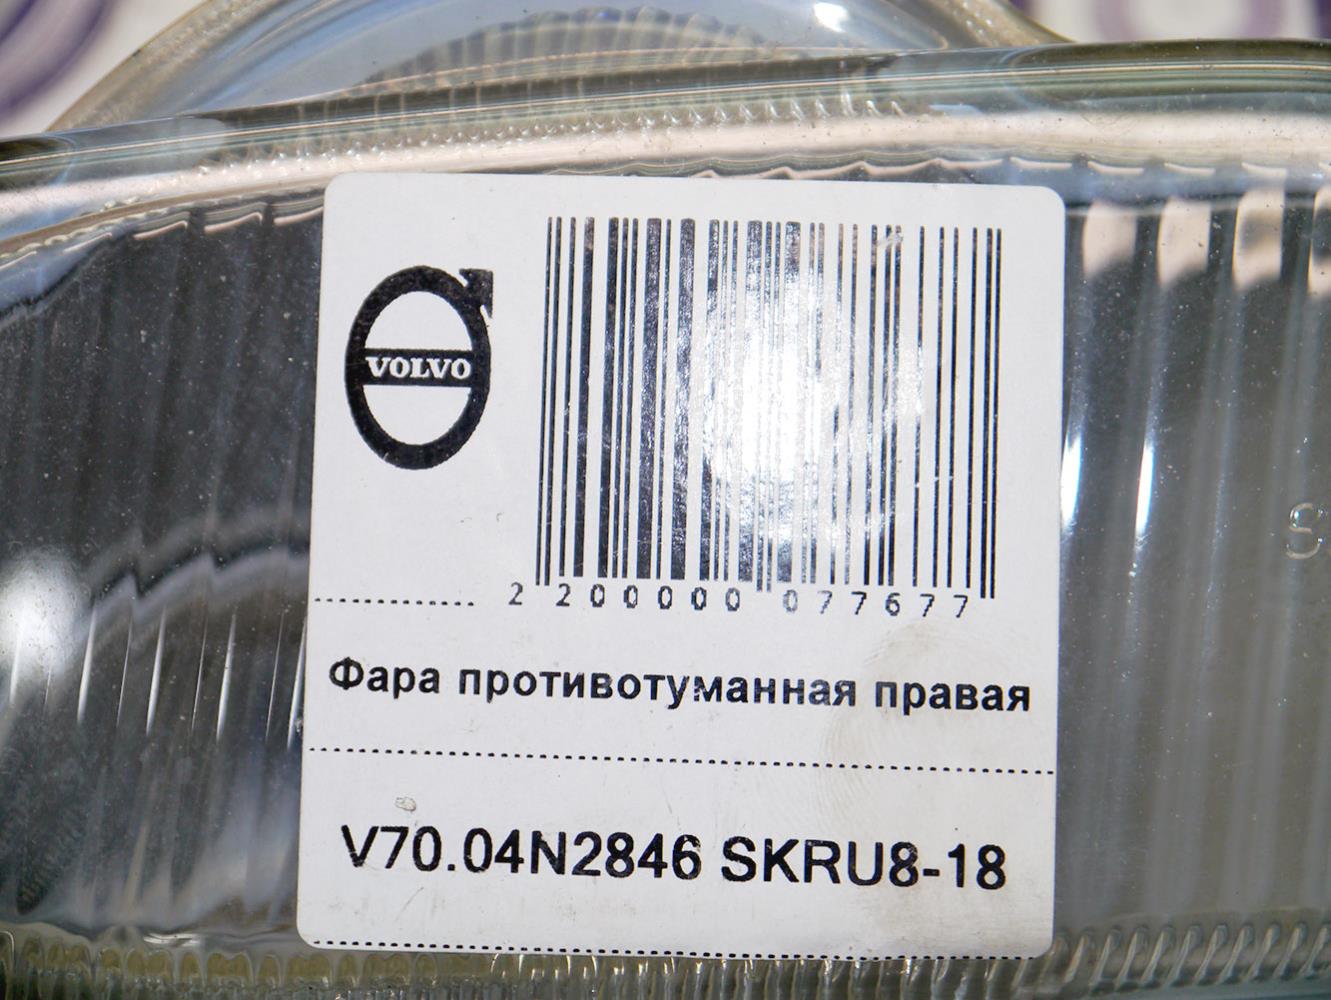 VOLVO
2 200000 077677
Фара противотуманная правая
V70.04N2846 SKRU8-18